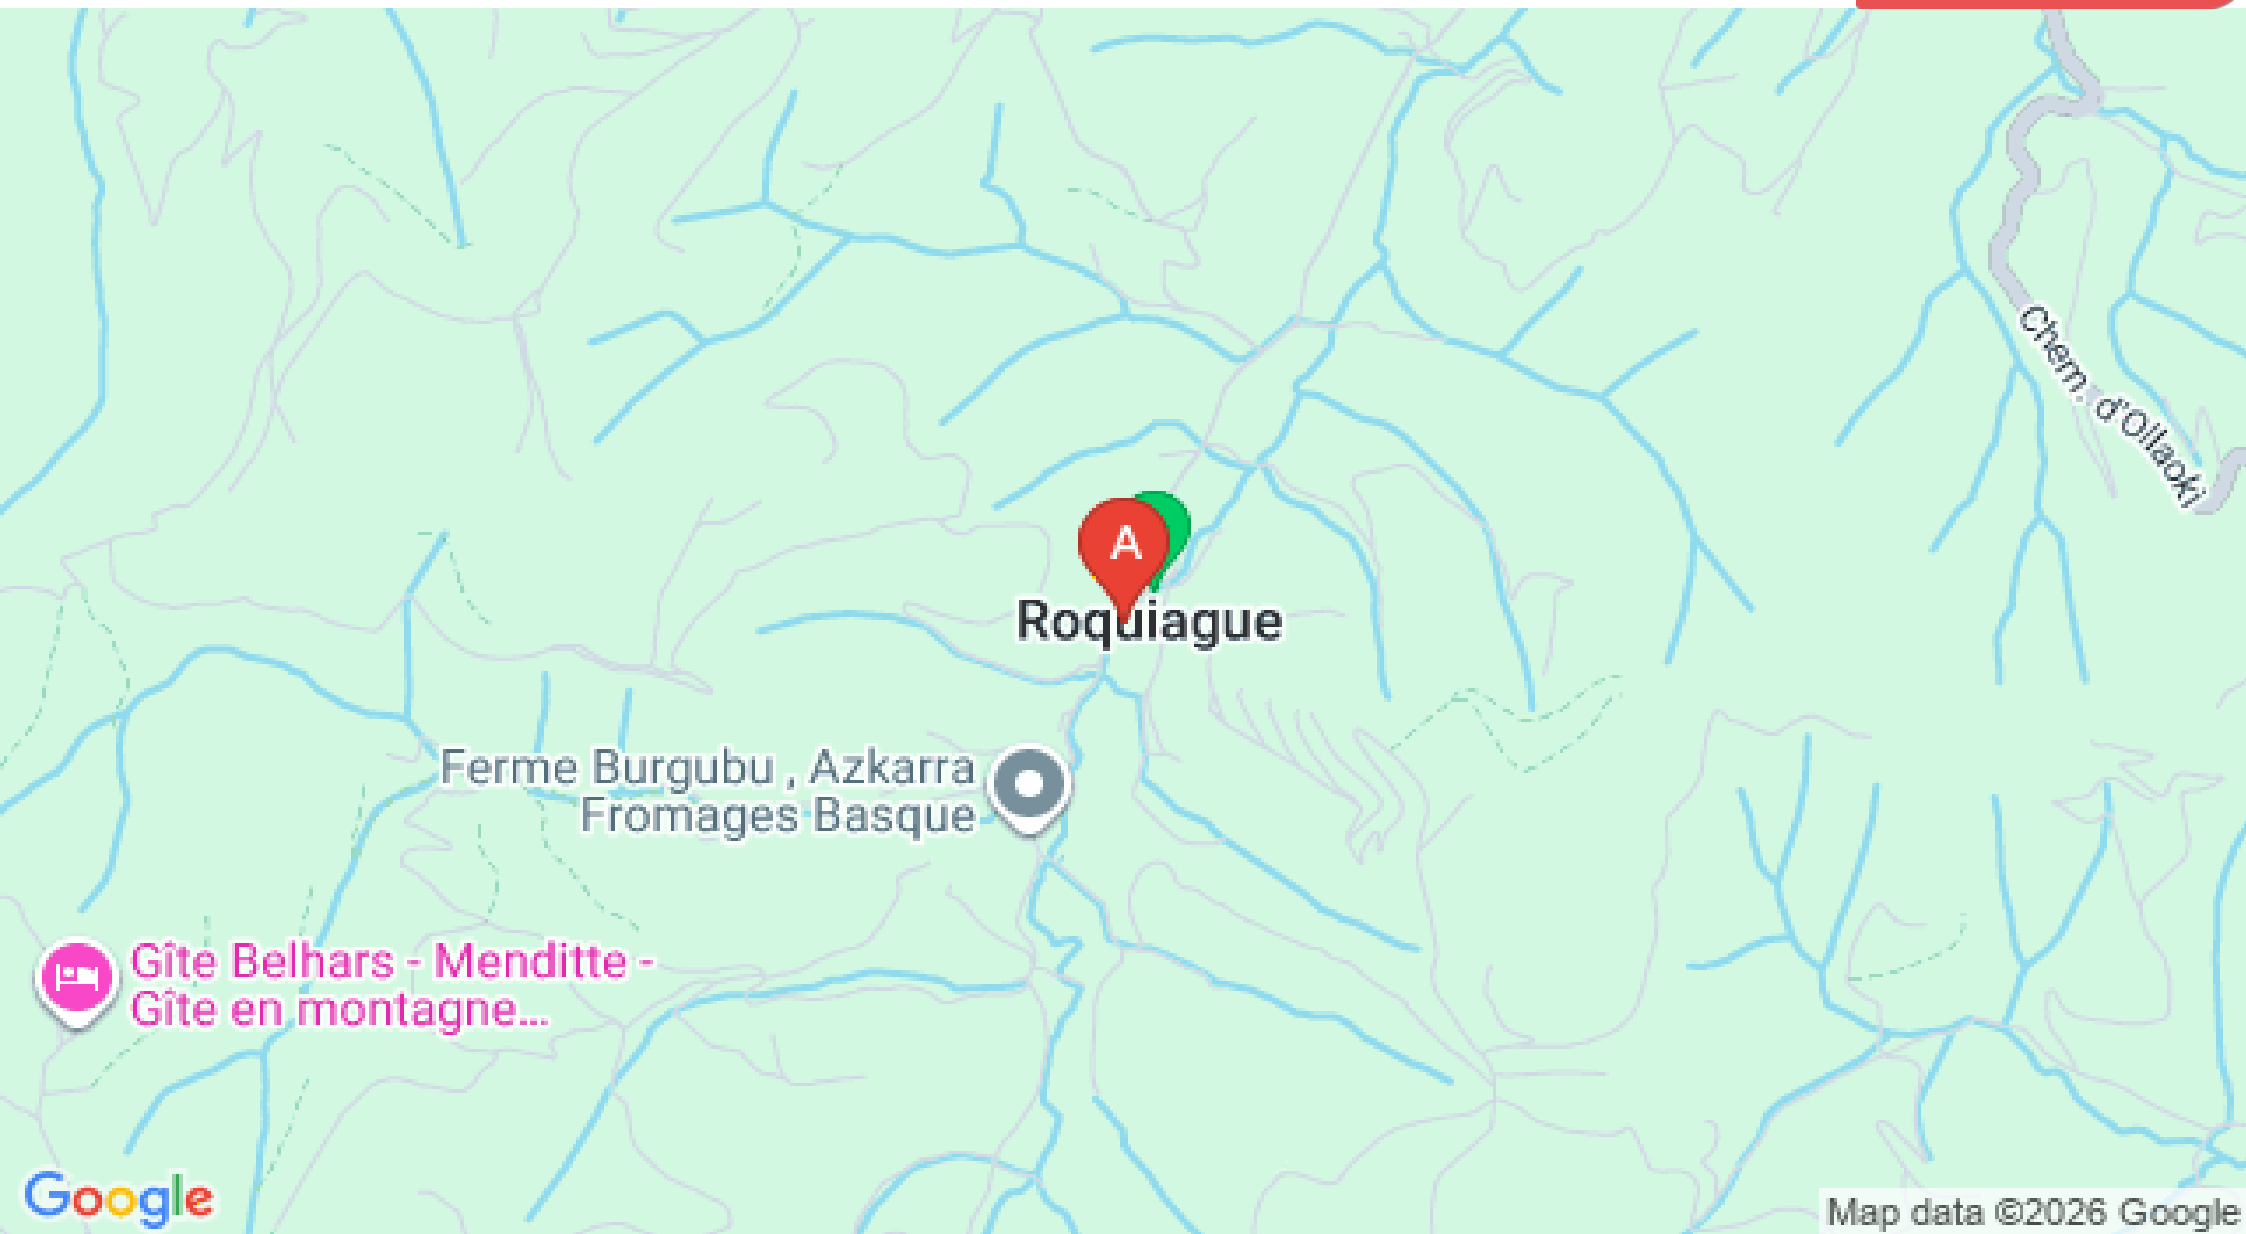 Chem. d'Ollaoki
A
Roquiague
Ferme Burgubu , Azkarra
Fromages Basque
Gîte Belhars - Menditte -
Gîte en montagne...
Google
Map data ©2026 Google